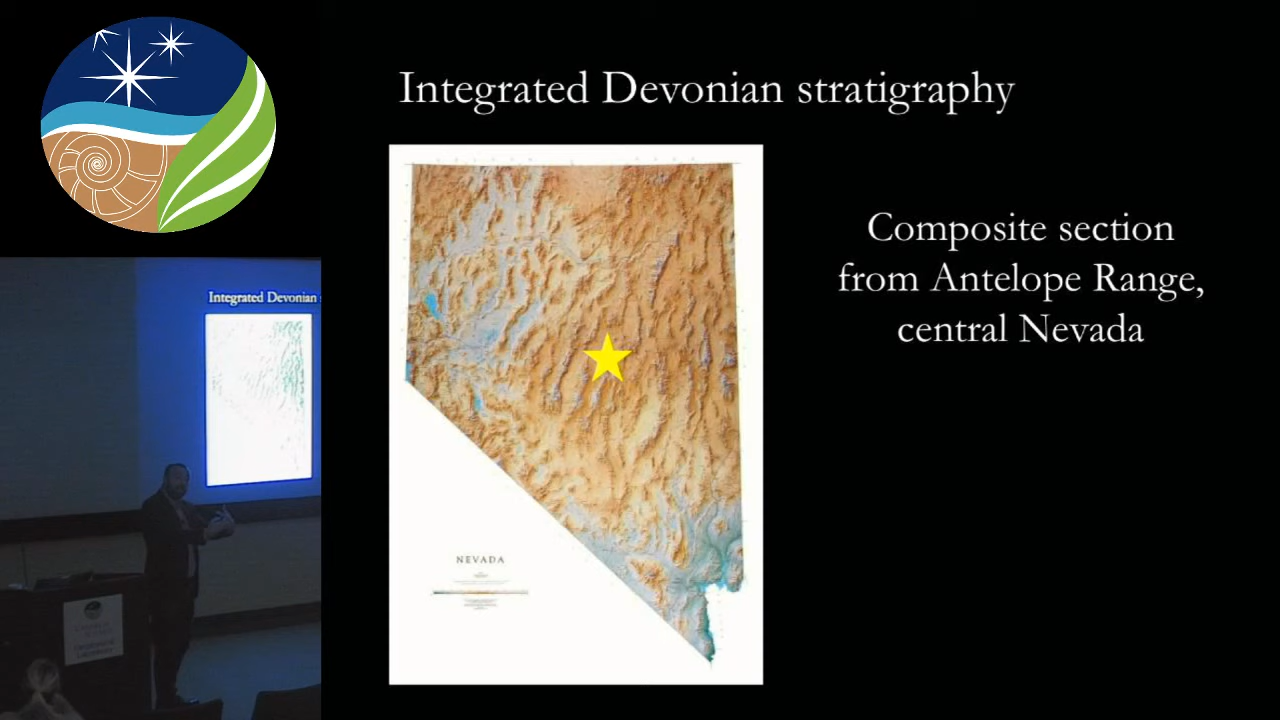 Integrated Devonian stratigraphy
Composite section
from Antelope Range,
central Nevada
NEVADA
Integrated Devonian